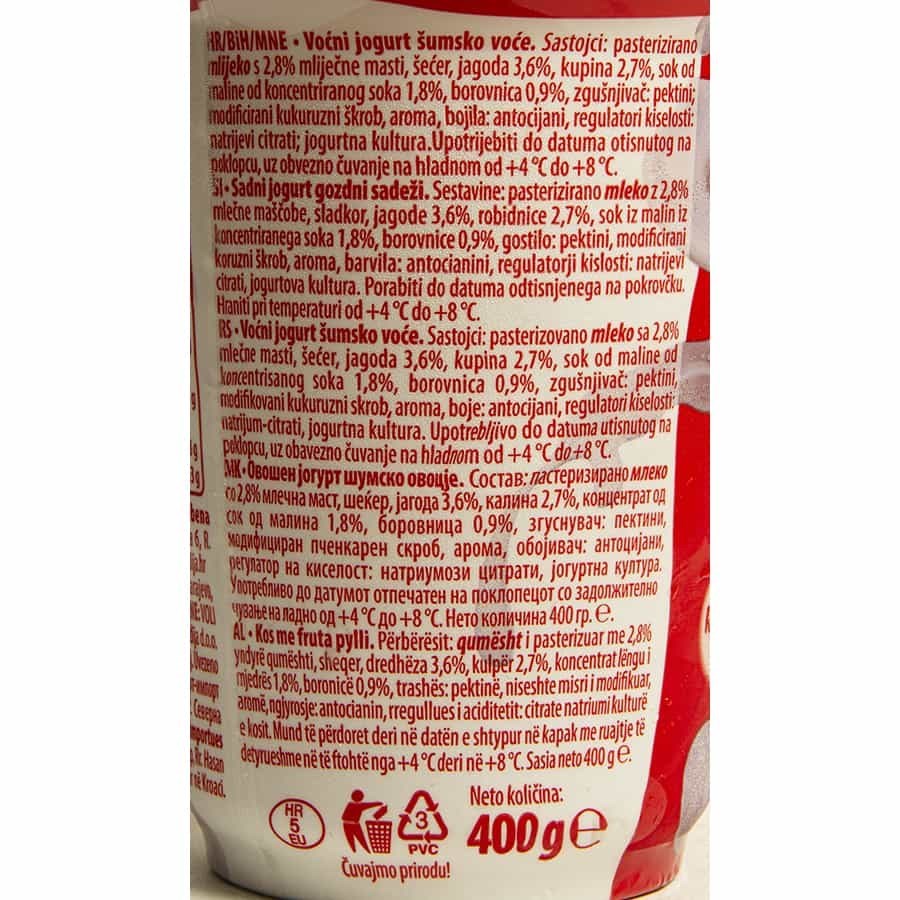 HR/BiH/MNE • Voćni jogurt šumsko voće. Sastojci: pasterizirano
mlijeko s 2,8% mliječne masti, šećer, jagoda 3,6%, kupina 2,7%, sok od
maline od koncentriranog soka 1,8%, borovnica 0,9%, zgušnjivač: pektini;
modificirani kukuruzni škrob, aroma, bojila: antocijani, regulatori kiselosti:
natrijevi citrati; jogurtna kultura.Upotrijebiti do datuma otisnutog na
poklopcu, uz obvezno čuvanje na hladnom od +4 °C do +8 °C.
SI • Sadni jogurt gozdni sadeži. Sestavine: pasterizirano mleko z 2,8%
mlečne maščobe, sladkor, jagode 3,6%, robidnice 2,7%, sok iz malin iz
koncentriranega soka 1,8%, borovnice 0,9%, gostilo: pektini, modificirani
koruzni škrob, aroma, barvila: antocianini, regulatorji kislosti: natrijevi
citrati, jogurtova kultura. Porabiti do datuma odtisnjenega na pokrovčku.
Hraniti pri temperaturi od +4 °C do +8 °C.
RS • Voćni jogurt šumsko voće. Sastojci: pasterizovano mleko sa 2,8%
mlečne masti, šećer, jagoda 3,6%, kupina 2,7%, sok od maline od
koncentrisanog soka 1,8%, borovnica 0,9%, zgušnjivač: pektini,
modifikovani kukuruzni skrob, aroma, boje: antocijani, regulatori kiselosti:
natrijum-citrati, jogurtna kultura. Upotrebljivo do datuma utisnutog na
poklopcu, uz obavezno čuvanje na hladnom od +4 °C do +8 °C.
MK • Овошен јогурт шумско овошје. Состав: пастеризирано млеко
со 2,8% млечна маст, шеќер, јагода 3,6%, калина 2,7%, концентрат од
сок од малина 1,8%, боровница 0,9%, згуснувач: пектини,
модифициран пченкарен скроб, арома, обојивач: антоцијани,
регулатор на киселост: натриумози цитрати, јогуртна култура.
Употребливо до датумот отпечатен на поклопецот со задолжително
чување на ладно од +4 °C до +8 °C. Нето количина 400 гр. e.
AL • Kos me fruta pylli. Përbërësit: qumësht i pasterizuar me 2,8%
yndyrë qumështi, sheqer, dredhëza 3,6%, kulpër 2,7%, koncentrat lëngu i
mjedrës 1,8%, boronicë 0,9%, trashës: pektinë, niseshte misri i modifikuar,
aromë, ngjyrosje: antocianin, rregullues i aciditetit: citrate natriumi kulturë
e kosit. Mund të përdoret deri në datën e shtypur në kapak me ruajtje të
detyrueshme në të ftohtë nga +4 °C deri në +8 °C. Sasia neto 400 g e.
HR
5
EU
3
PVC
Čuvajmo prirodu!
Neto količina:
400 g e